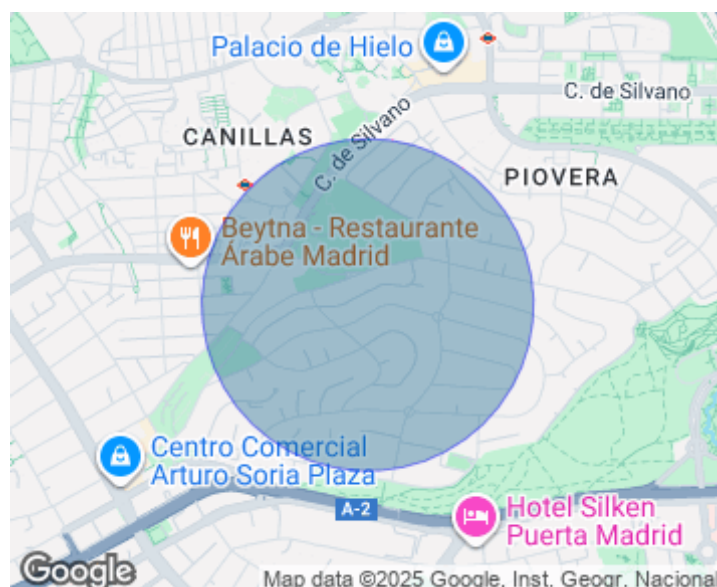 Palacio de Hielo
C. de Silvano
CANILLAS
C. de Silvano
PIOVERA
Beytna - Restaurante
Árabe Madrid
Centro Comercial
Arturo Soria Plaza
A-2
Hotel Silken
Puerta Madrid
Google
Map data ©2025 Google, Inst. Geogr. Nacional